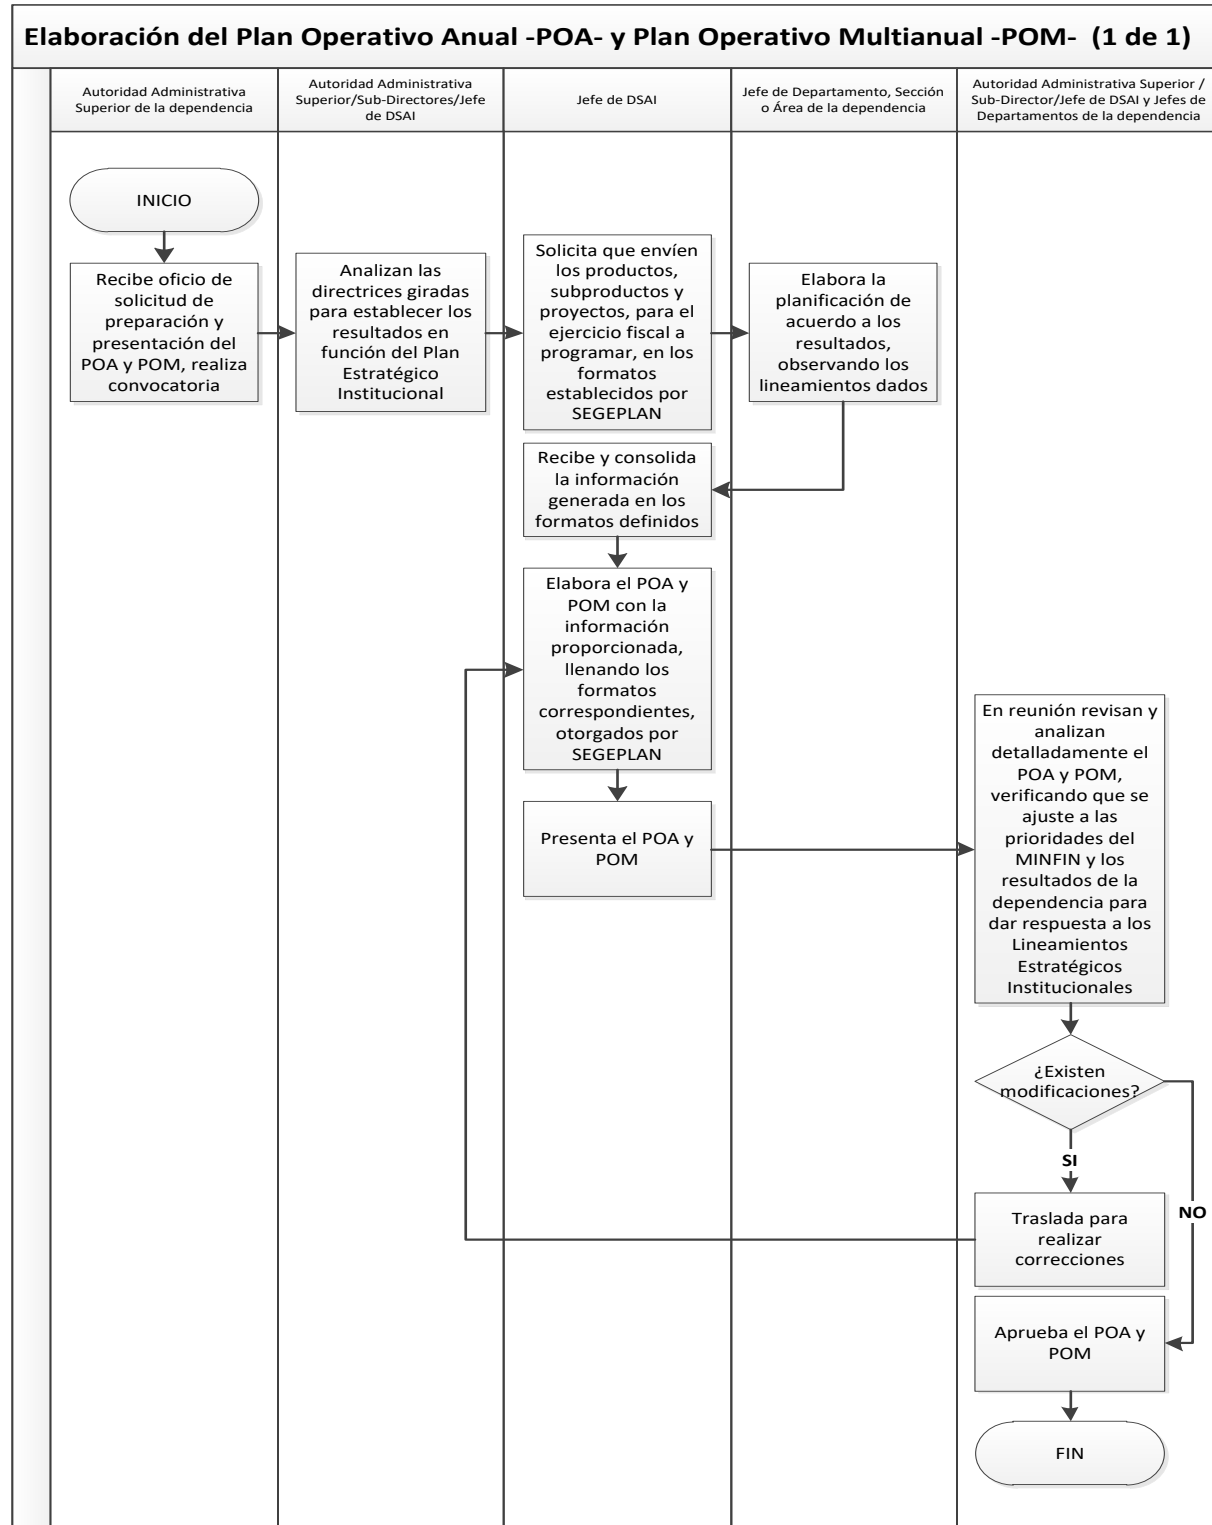 Elaboración del Plan Operativo Anual -POA- y Plan Operativo Multianual -POM-  (1 de 1)
Autoridad Administrativa
Superior de la dependencia
Autoridad Administrativa
Superior/Sub-Directores/Jefe
de DSAI
Jefe de DSAI
Jefe de Departamento, Sección
o Área de la dependencia
Autoridad Administrativa Superior /
Sub-Director/Jefe de DSAI y Jefes de
Departamentos de la dependencia
INICIO
Recibe oficio de
solicitud de
preparación y
presentación del
POA y POM, realiza
convocatoria
Analizan las
directrices giradas
para establecer los
resultados en
función del Plan
Estratégico
Institucional
Solicita que envíen
los productos,
subproductos y
proyectos, para el
ejercicio fiscal a
programar, en los
formatos
establecidos por
SEGEPLAN
Elabora la
planificación de
acuerdo a los
resultados,
observando los
lineamientos dados
Recibe y consolida
la información
generada en los
formatos definidos
Elabora el POA y
POM con la
información
proporcionada,
llenando los
formatos
correspondientes,
otorgados por
SEGEPLAN
Presenta el POA y
POM
En reunión revisan y
analizan
detalladamente el
POA y POM,
verificando que se
ajuste a las
prioridades del
MINFIN y los
resultados de la
dependencia para
dar respuesta a los
Lineamientos
Estratégicos
Institucionales
¿Existen
modificaciones?
SI
NO
Traslada para
realizar
correcciones
Aprueba el POA y
POM
FIN